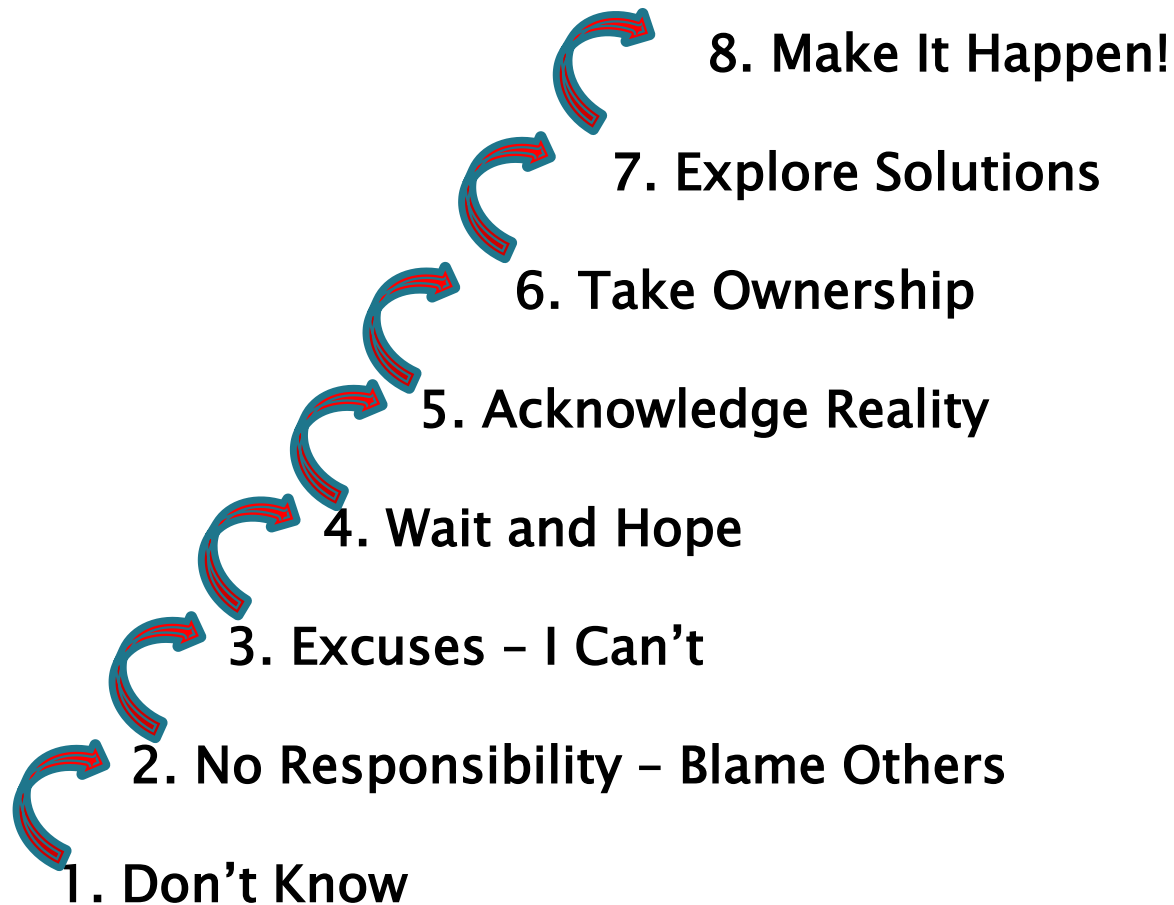 8. Make It Happen!
7. Explore Solutions
6. Take Ownership
5. Acknowledge Reality
4. Wait and Hope
3. Excuses – I Can’t
2. No Responsibility – Blame Others
1. Don’t Know